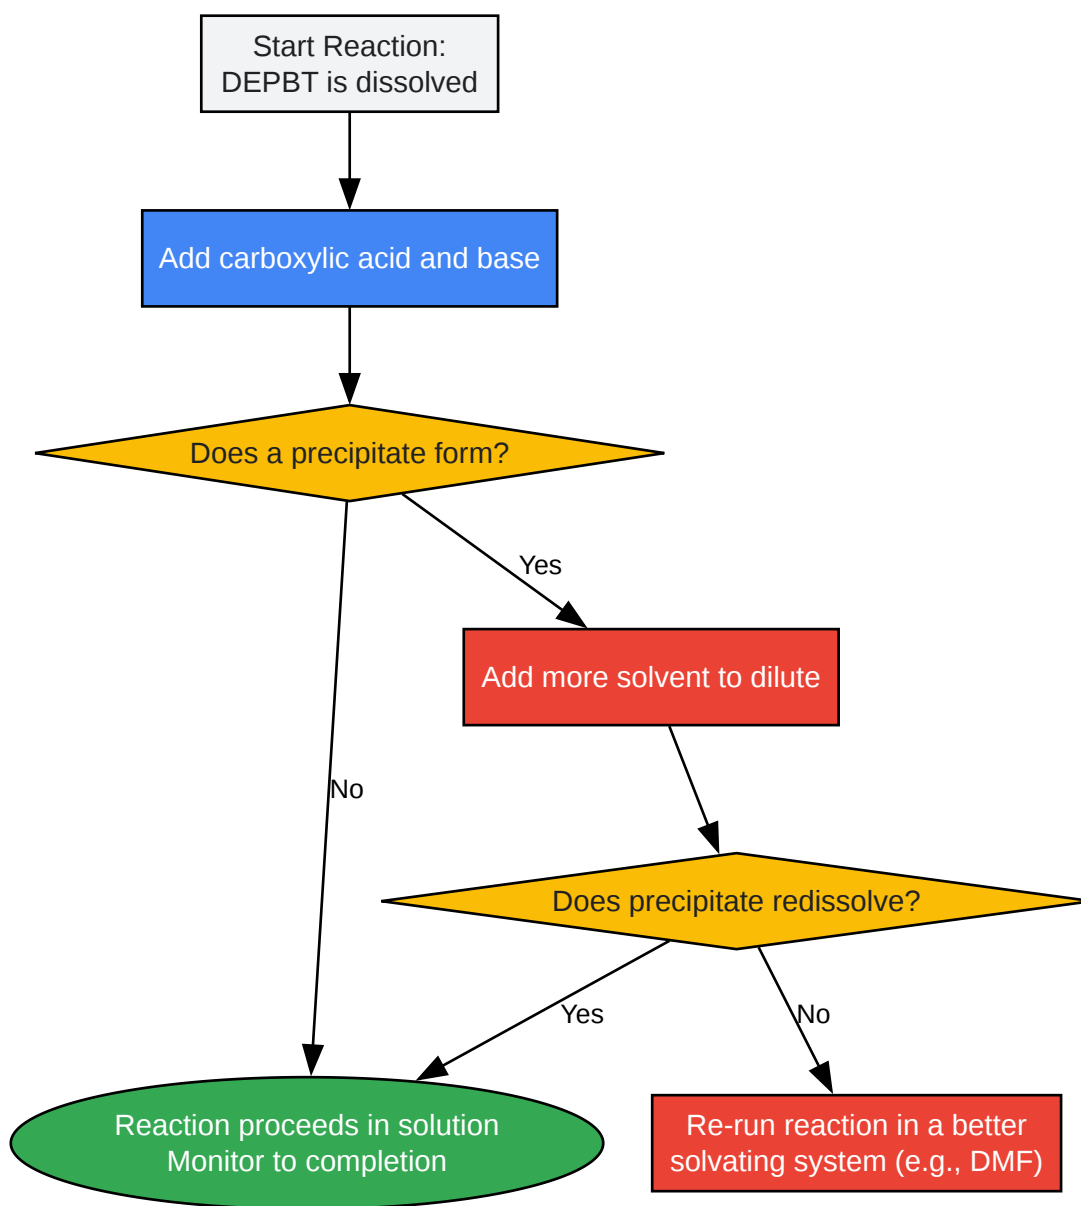 Start Reaction:
DEPBT is dissolved
Add carboxylic acid and base
Does a precipitate form?
Yes
Add more solvent to dilute
No
Does precipitate redissolve?
Yes
No
Reaction proceeds in solution
Monitor to completion
Re-run reaction in a better
solvating system (e.g., DMF)